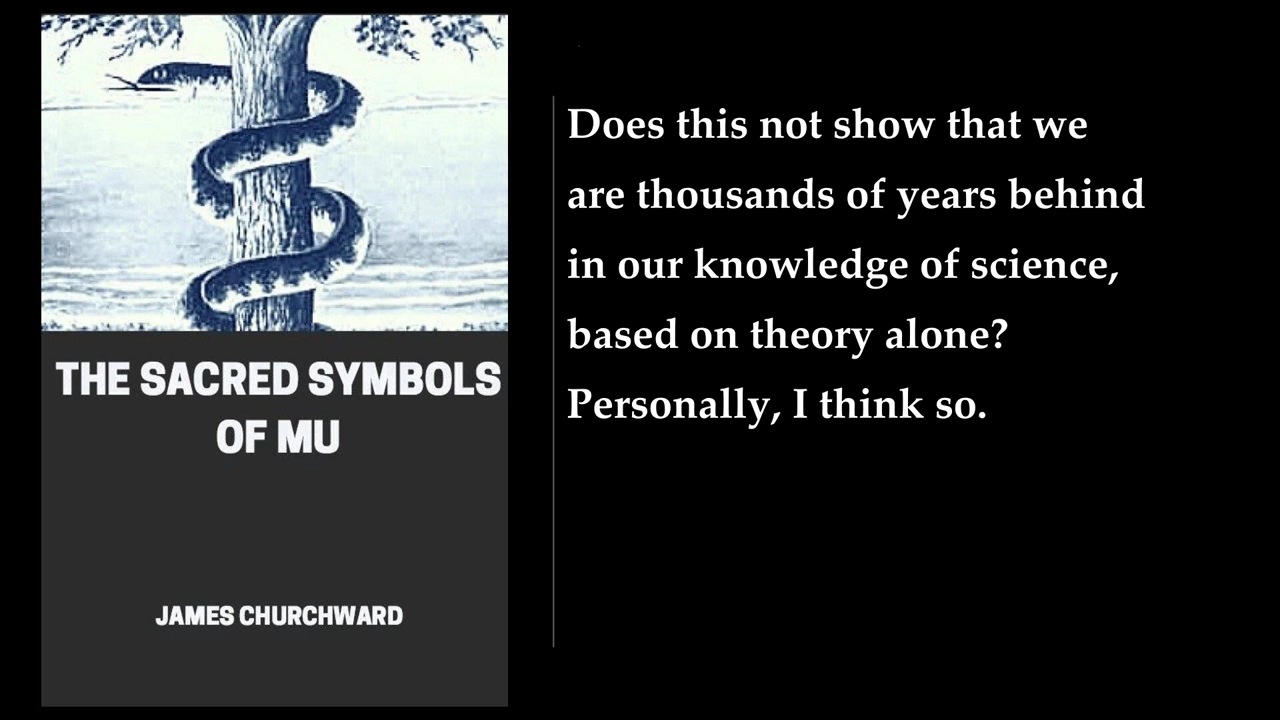 THE SACRED SYMBOLS
OF MU
JAMES CHURCHWARD
Does this not show that we
are thousands of years behind
in our knowledge of science,
based on theory alone?
Personally, I think so.